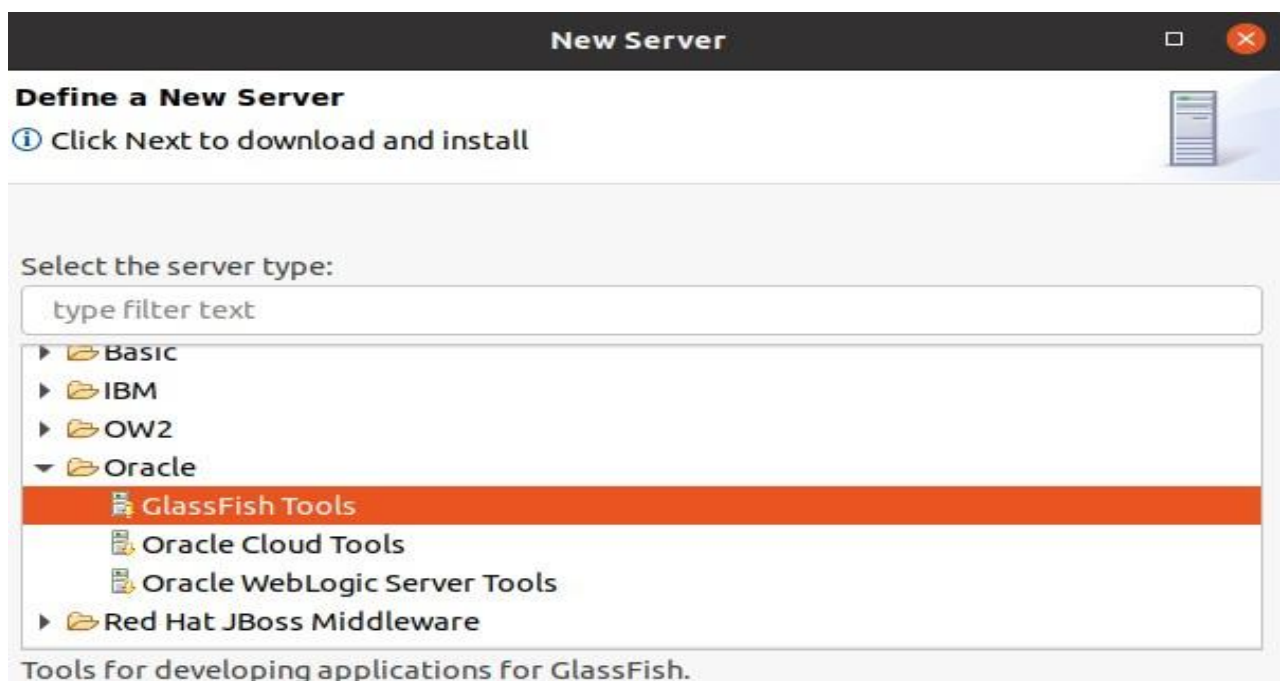 New Server
Define a New Server
Click Next to download and install
Select the server type:
type filter text
Basic
IBM
OW2
Oracle
GlassFish Tools
Oracle Cloud Tools
Oracle WebLogic Server Tools
Red Hat JBoss Middleware
Tools for developing applications for GlassFish.